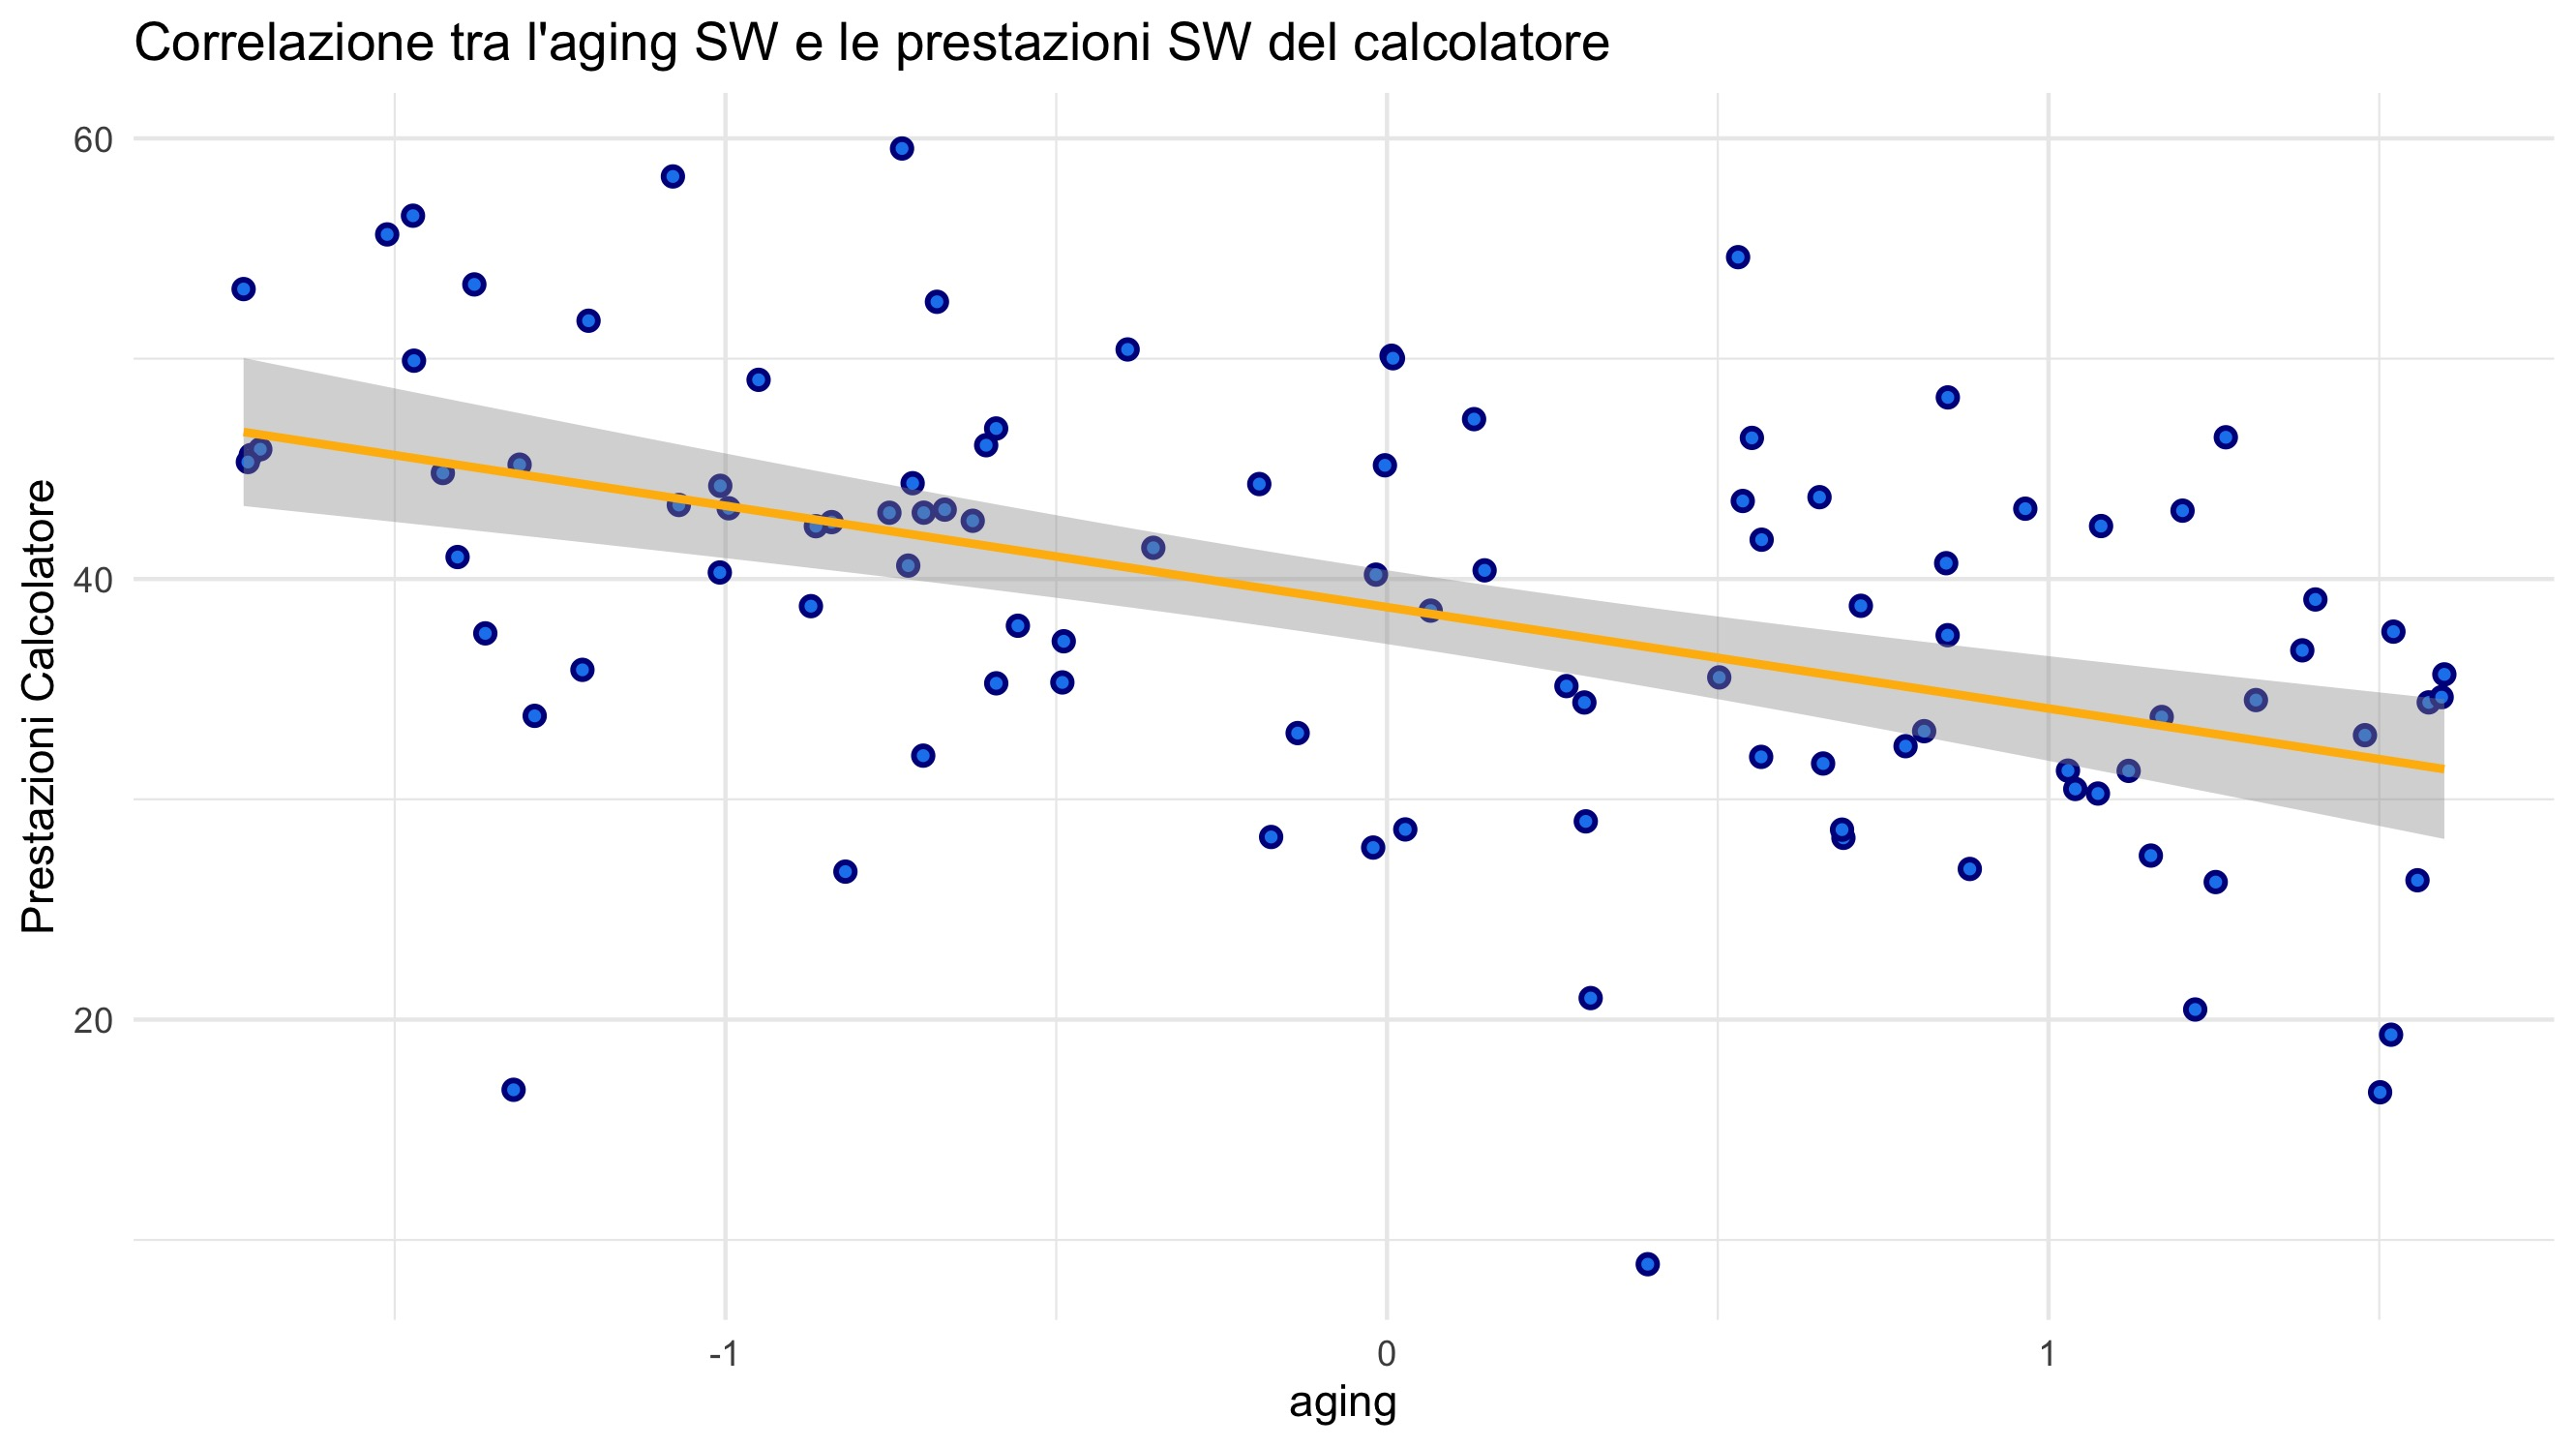 Correlazione tra l'aging SW e le prestazioni SW del calcolatore
60
40
20
Prestazioni Calcolatore
-1
0
1
aging